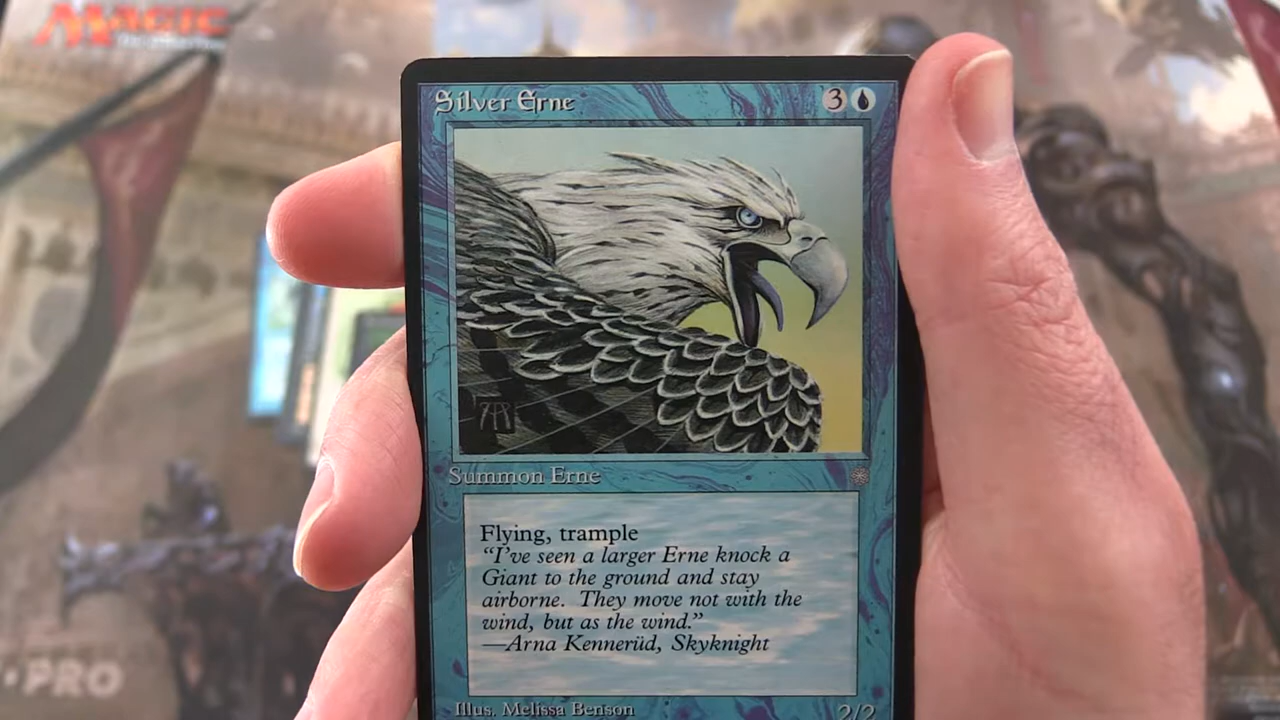 Magic
Silver Erne
3
Summon Erne
Flying, trample
“I've seen a larger Erne knock a
Giant to the ground and stay
airborne. They move not with the
wind, but as the wind.”
—Arna Kennerüd, Skyknight
Illus. Melissa Benson
2/2
PRO